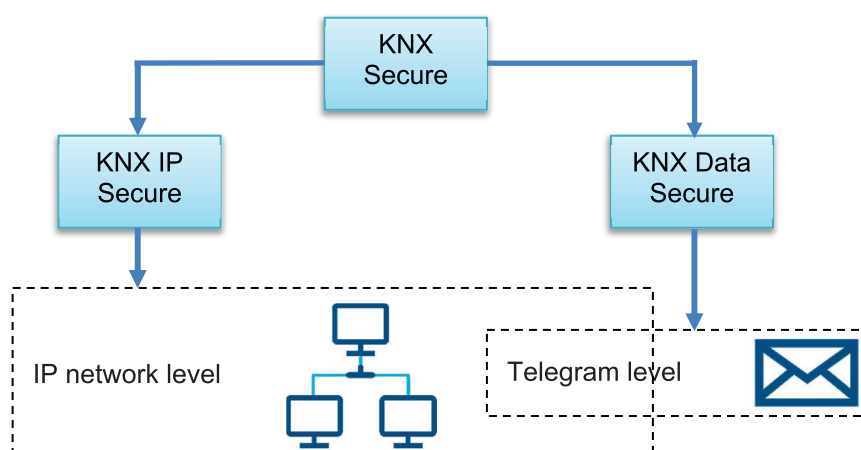 KNX
Secure
KNX IP
Secure
KNX Data
Secure
IP network level
Telegram level